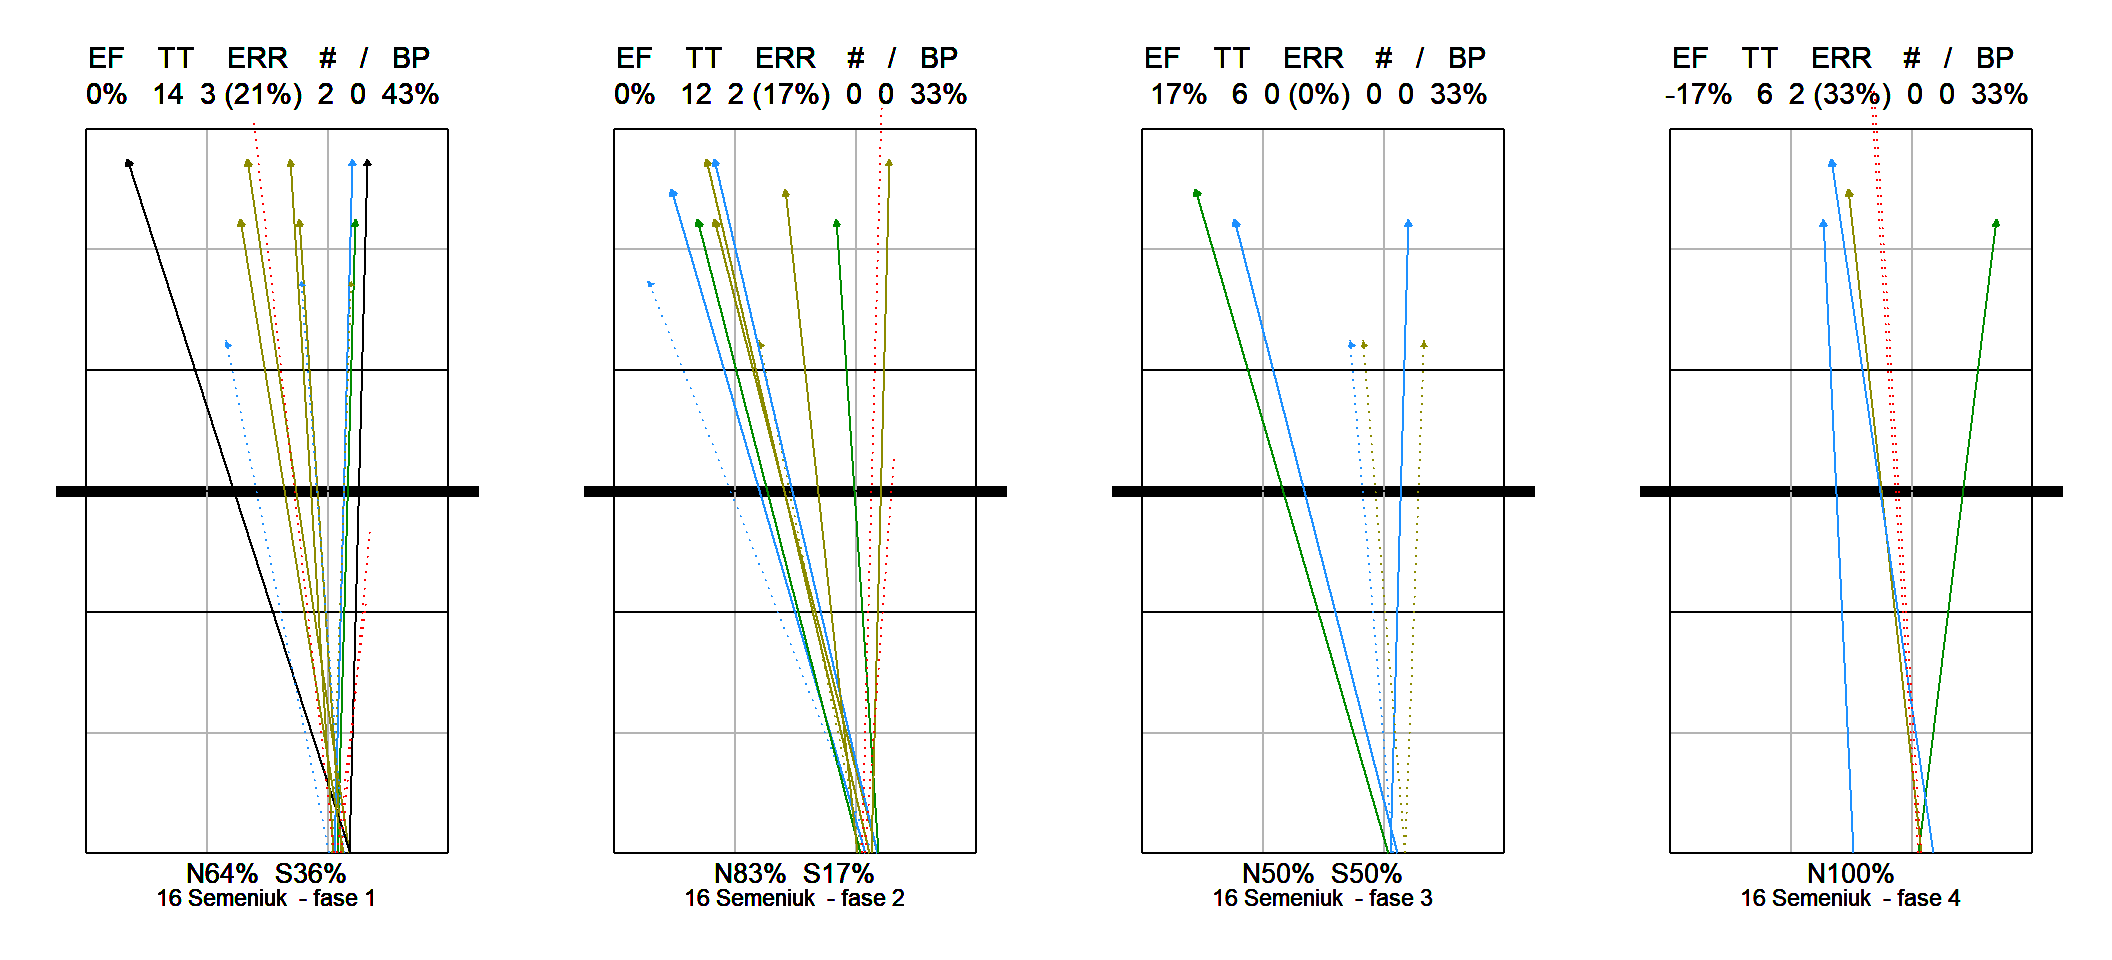 EF TT ERR # / BP
0% 14 3 (21%) 2 0 43%
N64% S36%
16 Semeniuk - fase 1
EF TT ERR # / BP
0% 12 2 (17%) 0 0 33%
N83% S17%
16 Semeniuk - fase 2
EF TT ERR # / BP
17% 6 0 (0%) 0 0 33%
N50% S50%
16 Semeniuk - fase 3
EF TT ERR # / BP
-17% 6 2 (33%) 0 0 33%
N100%
16 Semeniuk - fase 4